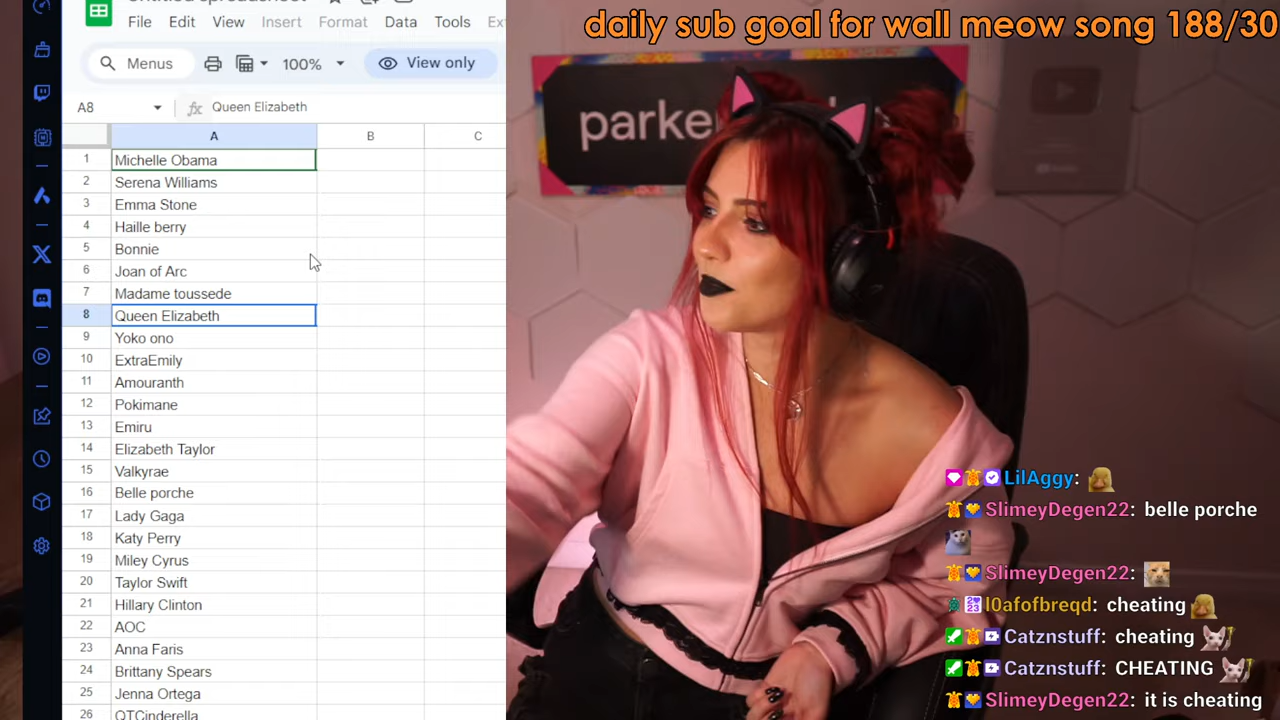 daily sub goal for wall meow song 188/30
Untitled spreadsheet
File Edit View Insert Format Data Tools
Menus 100% View only
A8 fx Queen Elizabeth
A B C
1 Michelle Obama
2 Serena Williams
3 Emma Stone
4 Haille berry
5 Bonnie
6 Joan of Arc
7 Madame toussede
8 Queen Elizabeth
9 Yoko ono
10 ExtraEmily
11 Amouranth
12 Pokimane
13 Emiru
14 Elizabeth Taylor
15 Valkyrae
16 Belle porche
17 Lady Gaga
18 Katy Perry
19 Miley Cyrus
20 Taylor Swift
21 Hillary Clinton
22 AOC
23 Anna Faris
24 Brittany Spears
25 Jenna Ortega
26 QTCinderella
parke
LilAggy:
SlimeyDegen22: belle porche
SlimeyDegen22:
l0afofbreqd: cheating
Catznstuff: cheating
Catznstuff: CHEATING
SlimeyDegen22: it is cheating